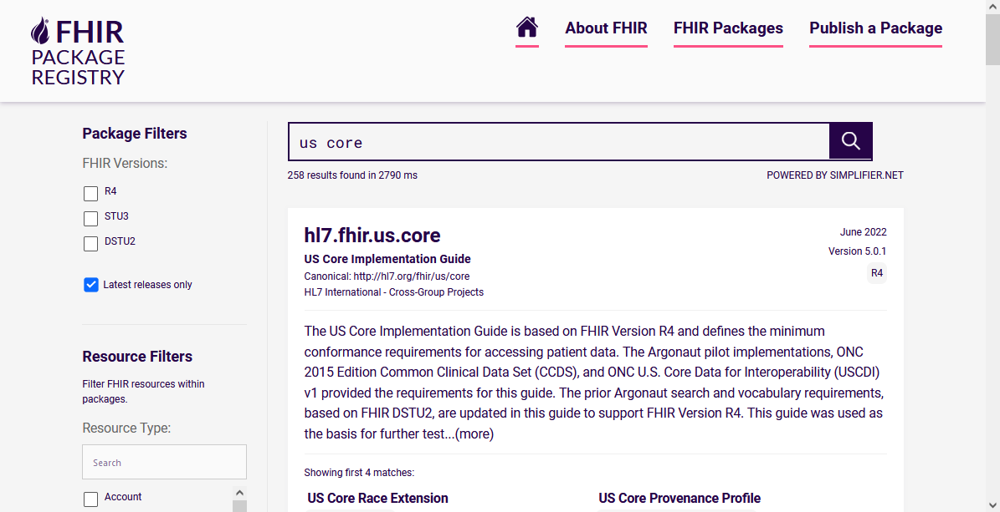 FHIR
PACKAGE
REGISTRY
About FHIR
FHIR Packages
Publish a Package
Package Filters
FHIR Versions:
R4
STU3
DSTU2
Latest releases only
Resource Filters
Filter FHIR resources within
packages.
Resource Type:
Search
Account
us core
258 results found in 2790 ms
POWERED BY SIMPLIFIER.NET
hl7.fhir.us.core
US Core Implementation Guide
Canonical: http://hl7.org/fhir/us/core
HL7 International - Cross-Group Projects
June 2022
Version 5.0.1
R4
The US Core Implementation Guide is based on FHIR Version R4 and defines the minimum
conformance requirements for accessing patient data. The Argonaut pilot implementations, ONC
2015 Edition Common Clinical Data Set (CCDS), and ONC U.S. Core Data for Interoperability (USCDI)
v1 provided the requirements for this guide. The prior Argonaut search and vocabulary requirements,
based on FHIR DSTU2, are updated in this guide to support FHIR Version R4. This guide was used as
the basis for further test...(more)
Showing first 4 matches:
US Core Race Extension
US Core Provenance Profile